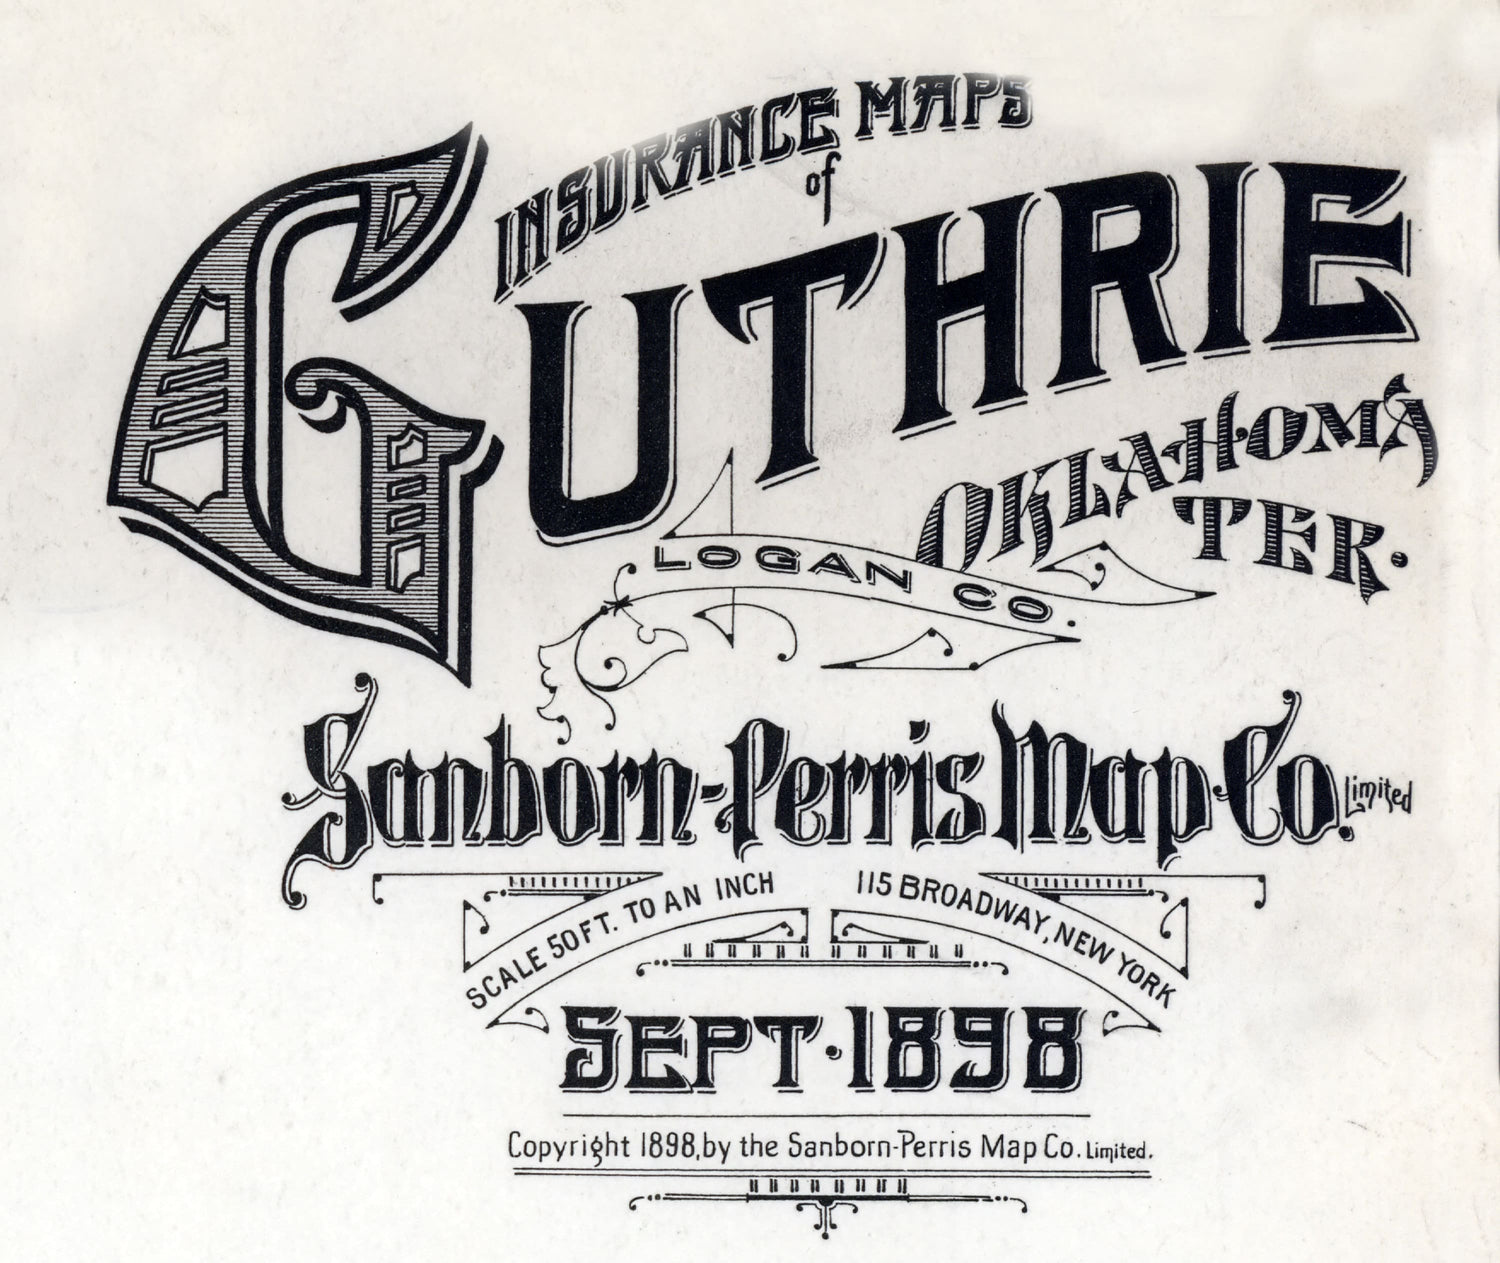 INSURANCE MAPS
of
GUTHRIE
OKLAHOMA
TER.
LOGAN CO.
Sanborn-Perris Map Co. Limited
SCALE 50 FT. TO AN INCH
115 BROADWAY, NEW YORK
SEPT·1898
Copyright 1898, by the Sanborn-Perris Map Co. Limited.